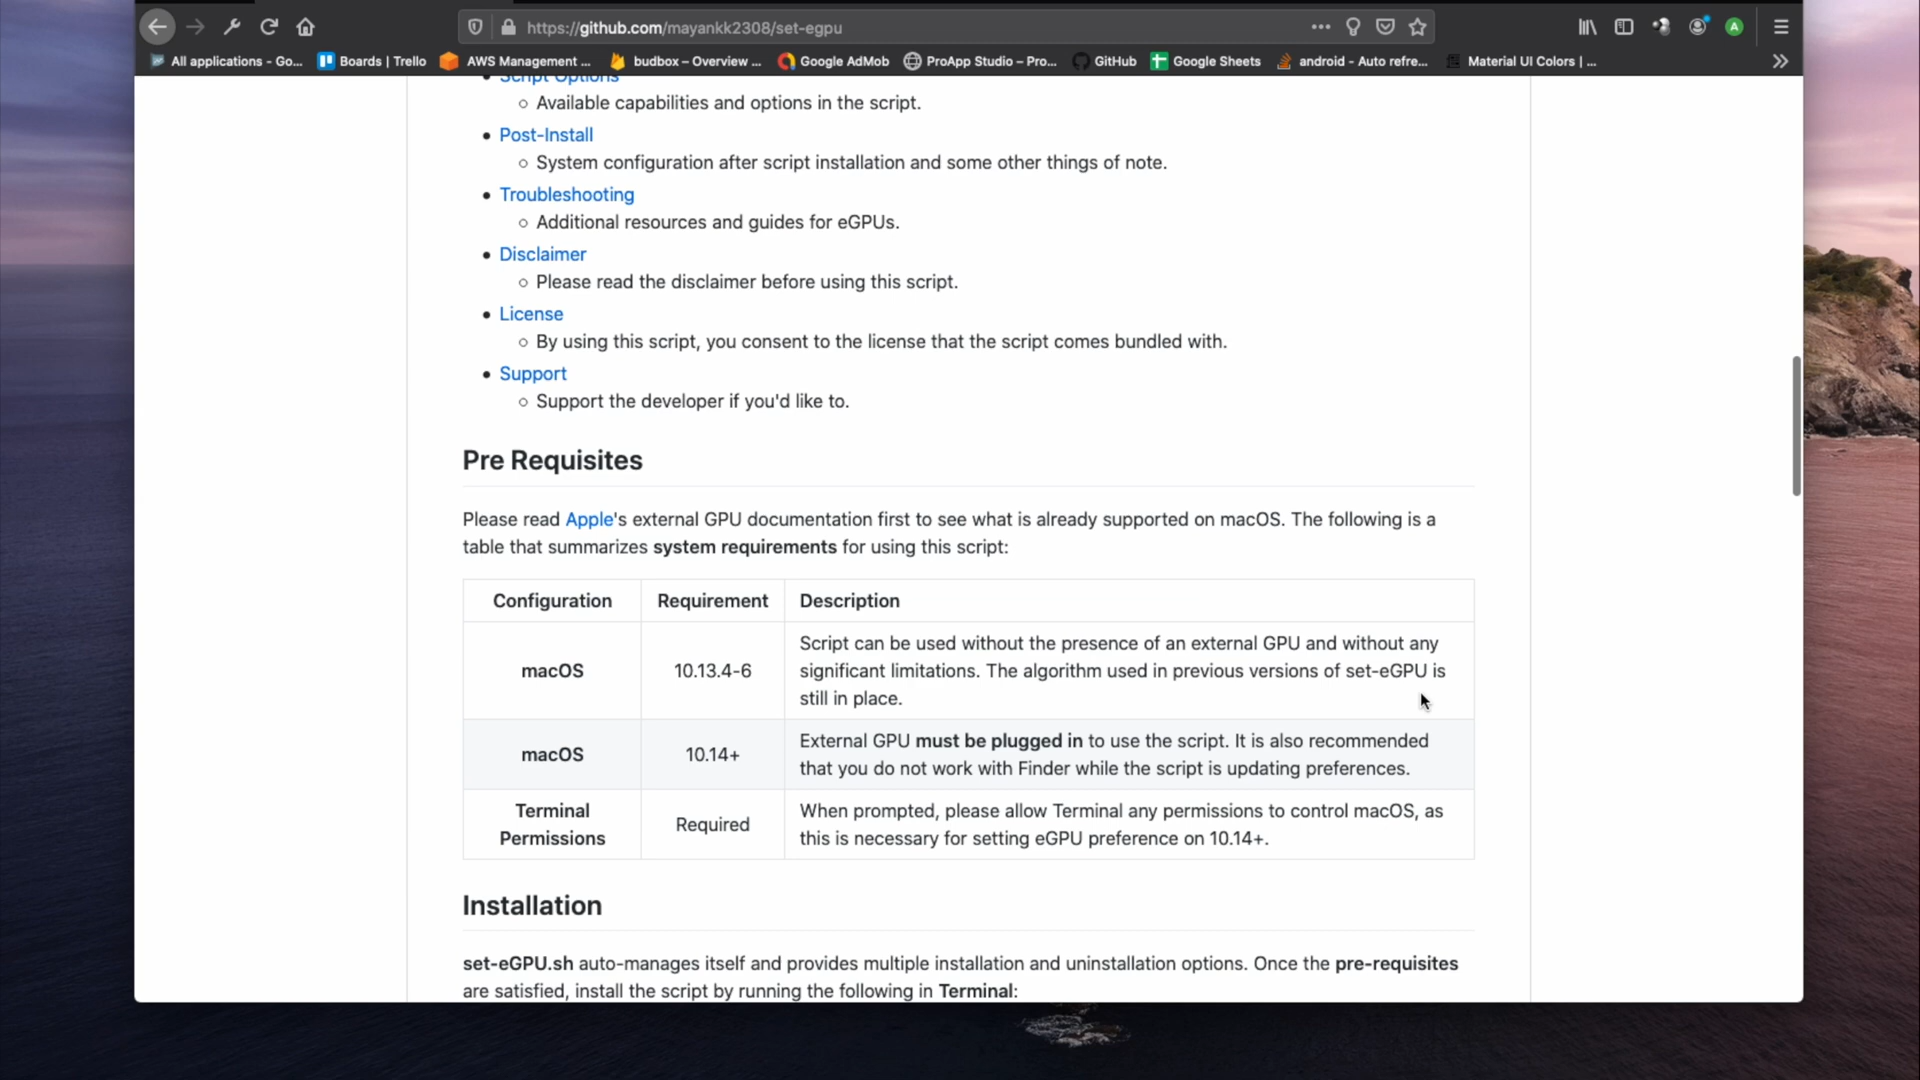 https://github.com/mayankk2308/set-egpu
A
All applications - Go...
Boards | Trello
AWS Management ...
budbox – Overview ...
Google AdMob
ProApp Studio – Pro...
GitHub
Google Sheets
android - Auto refre...
Material UI Colors | ...
Script Options
Available capabilities and options in the script.
Post-Install
System configuration after script installation and some other things of note.
Troubleshooting
Additional resources and guides for eGPUs.
Disclaimer
Please read the disclaimer before using this script.
License
By using this script, you consent to the license that the script comes bundled with.
Support
Support the developer if you'd like to.
Pre Requisites
Please read Apple's external GPU documentation first to see what is already supported on macOS. The following is a
table that summarizes system requirements for using this script:
Configuration Requirement Description
macOS 10.13.4-6 Script can be used without the presence of an external GPU and without any
significant limitations. The algorithm used in previous versions of set-eGPU is
still in place.
macOS 10.14+ External GPU must be plugged in to use the script. It is also recommended
that you do not work with Finder while the script is updating preferences.
Terminal Permissions Required When prompted, please allow Terminal any permissions to control macOS, as
this is necessary for setting eGPU preference on 10.14+.
Installation
set-eGPU.sh auto-manages itself and provides multiple installation and uninstallation options. Once the pre-requisites
are satisfied, install the script by running the following in Terminal: